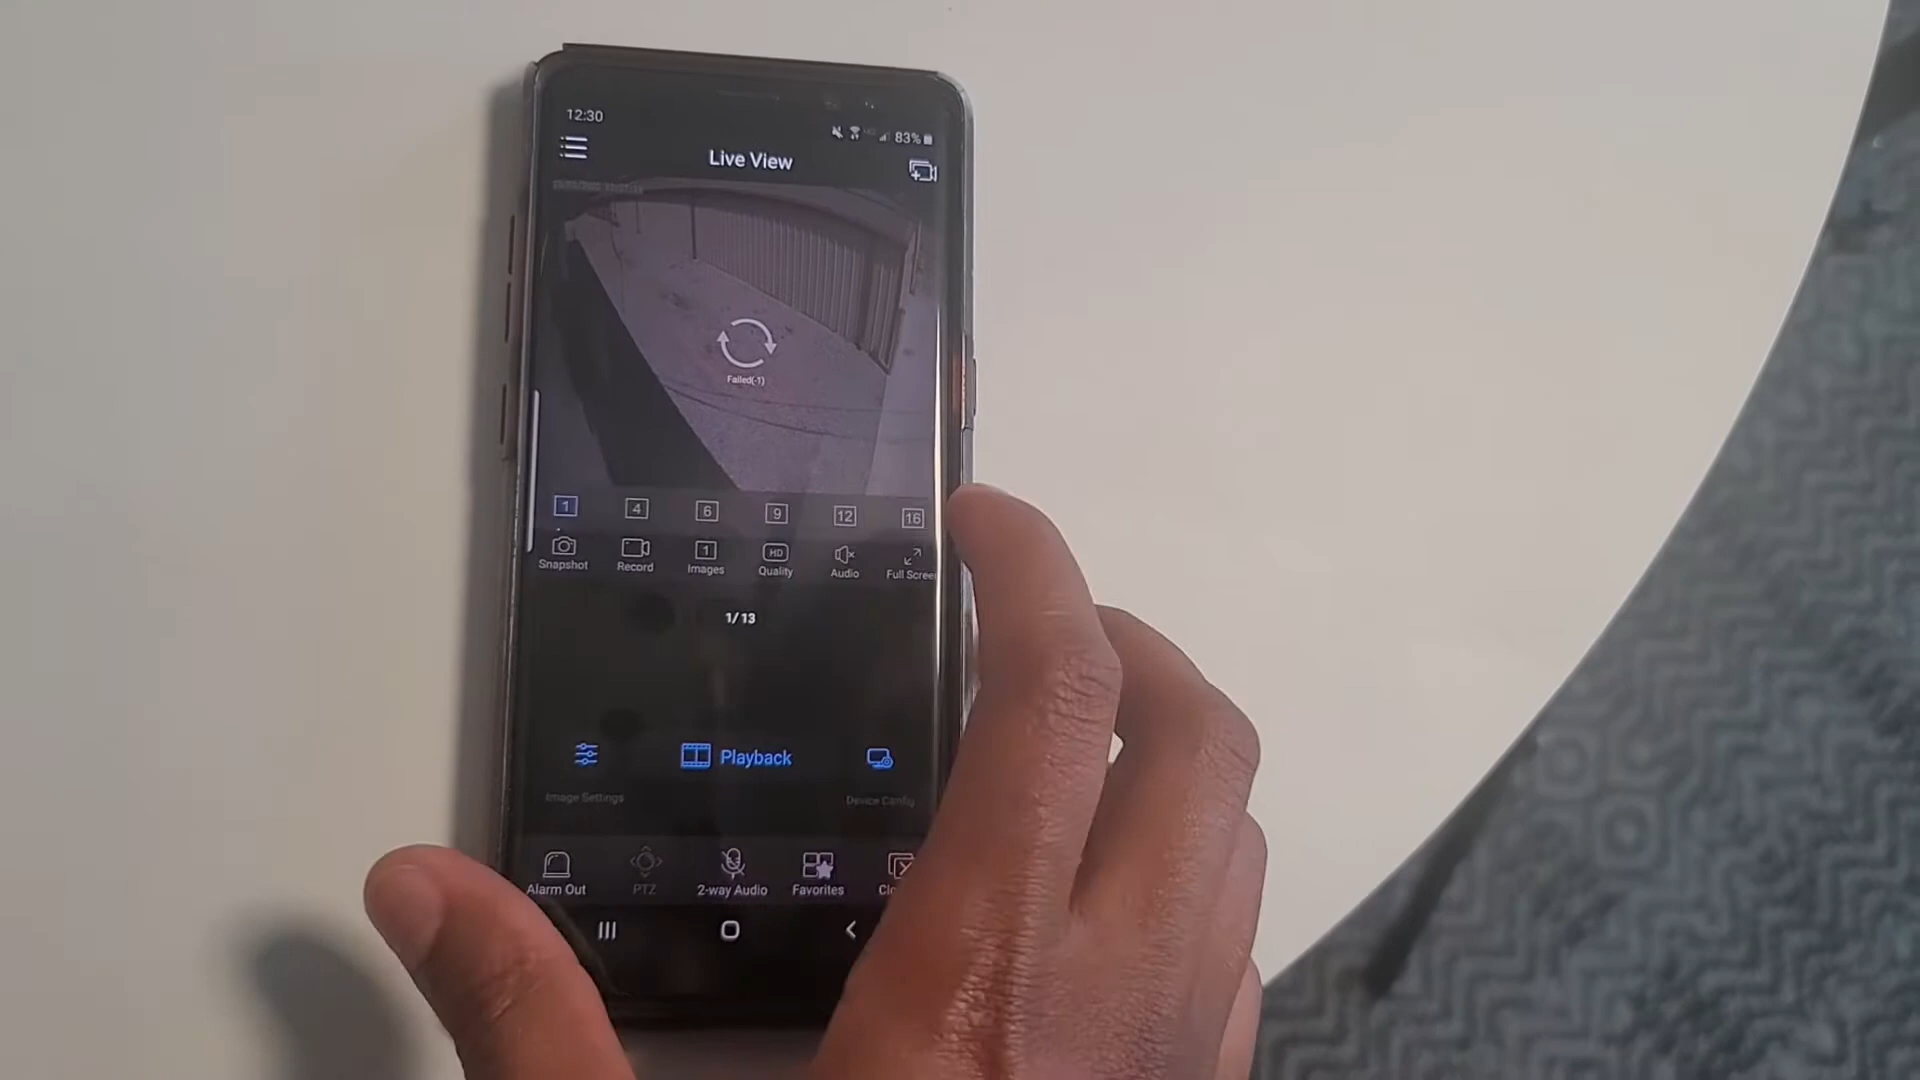 12:30
83%
Live View
Failed(-1)
1 4 6 9 12 16
Snapshot Record 1 Images HD Quality Audio Full Scree
1/13
Playback
Image Settings Device Config
Alarm Out PTZ 2-way Audio Favorites Clo